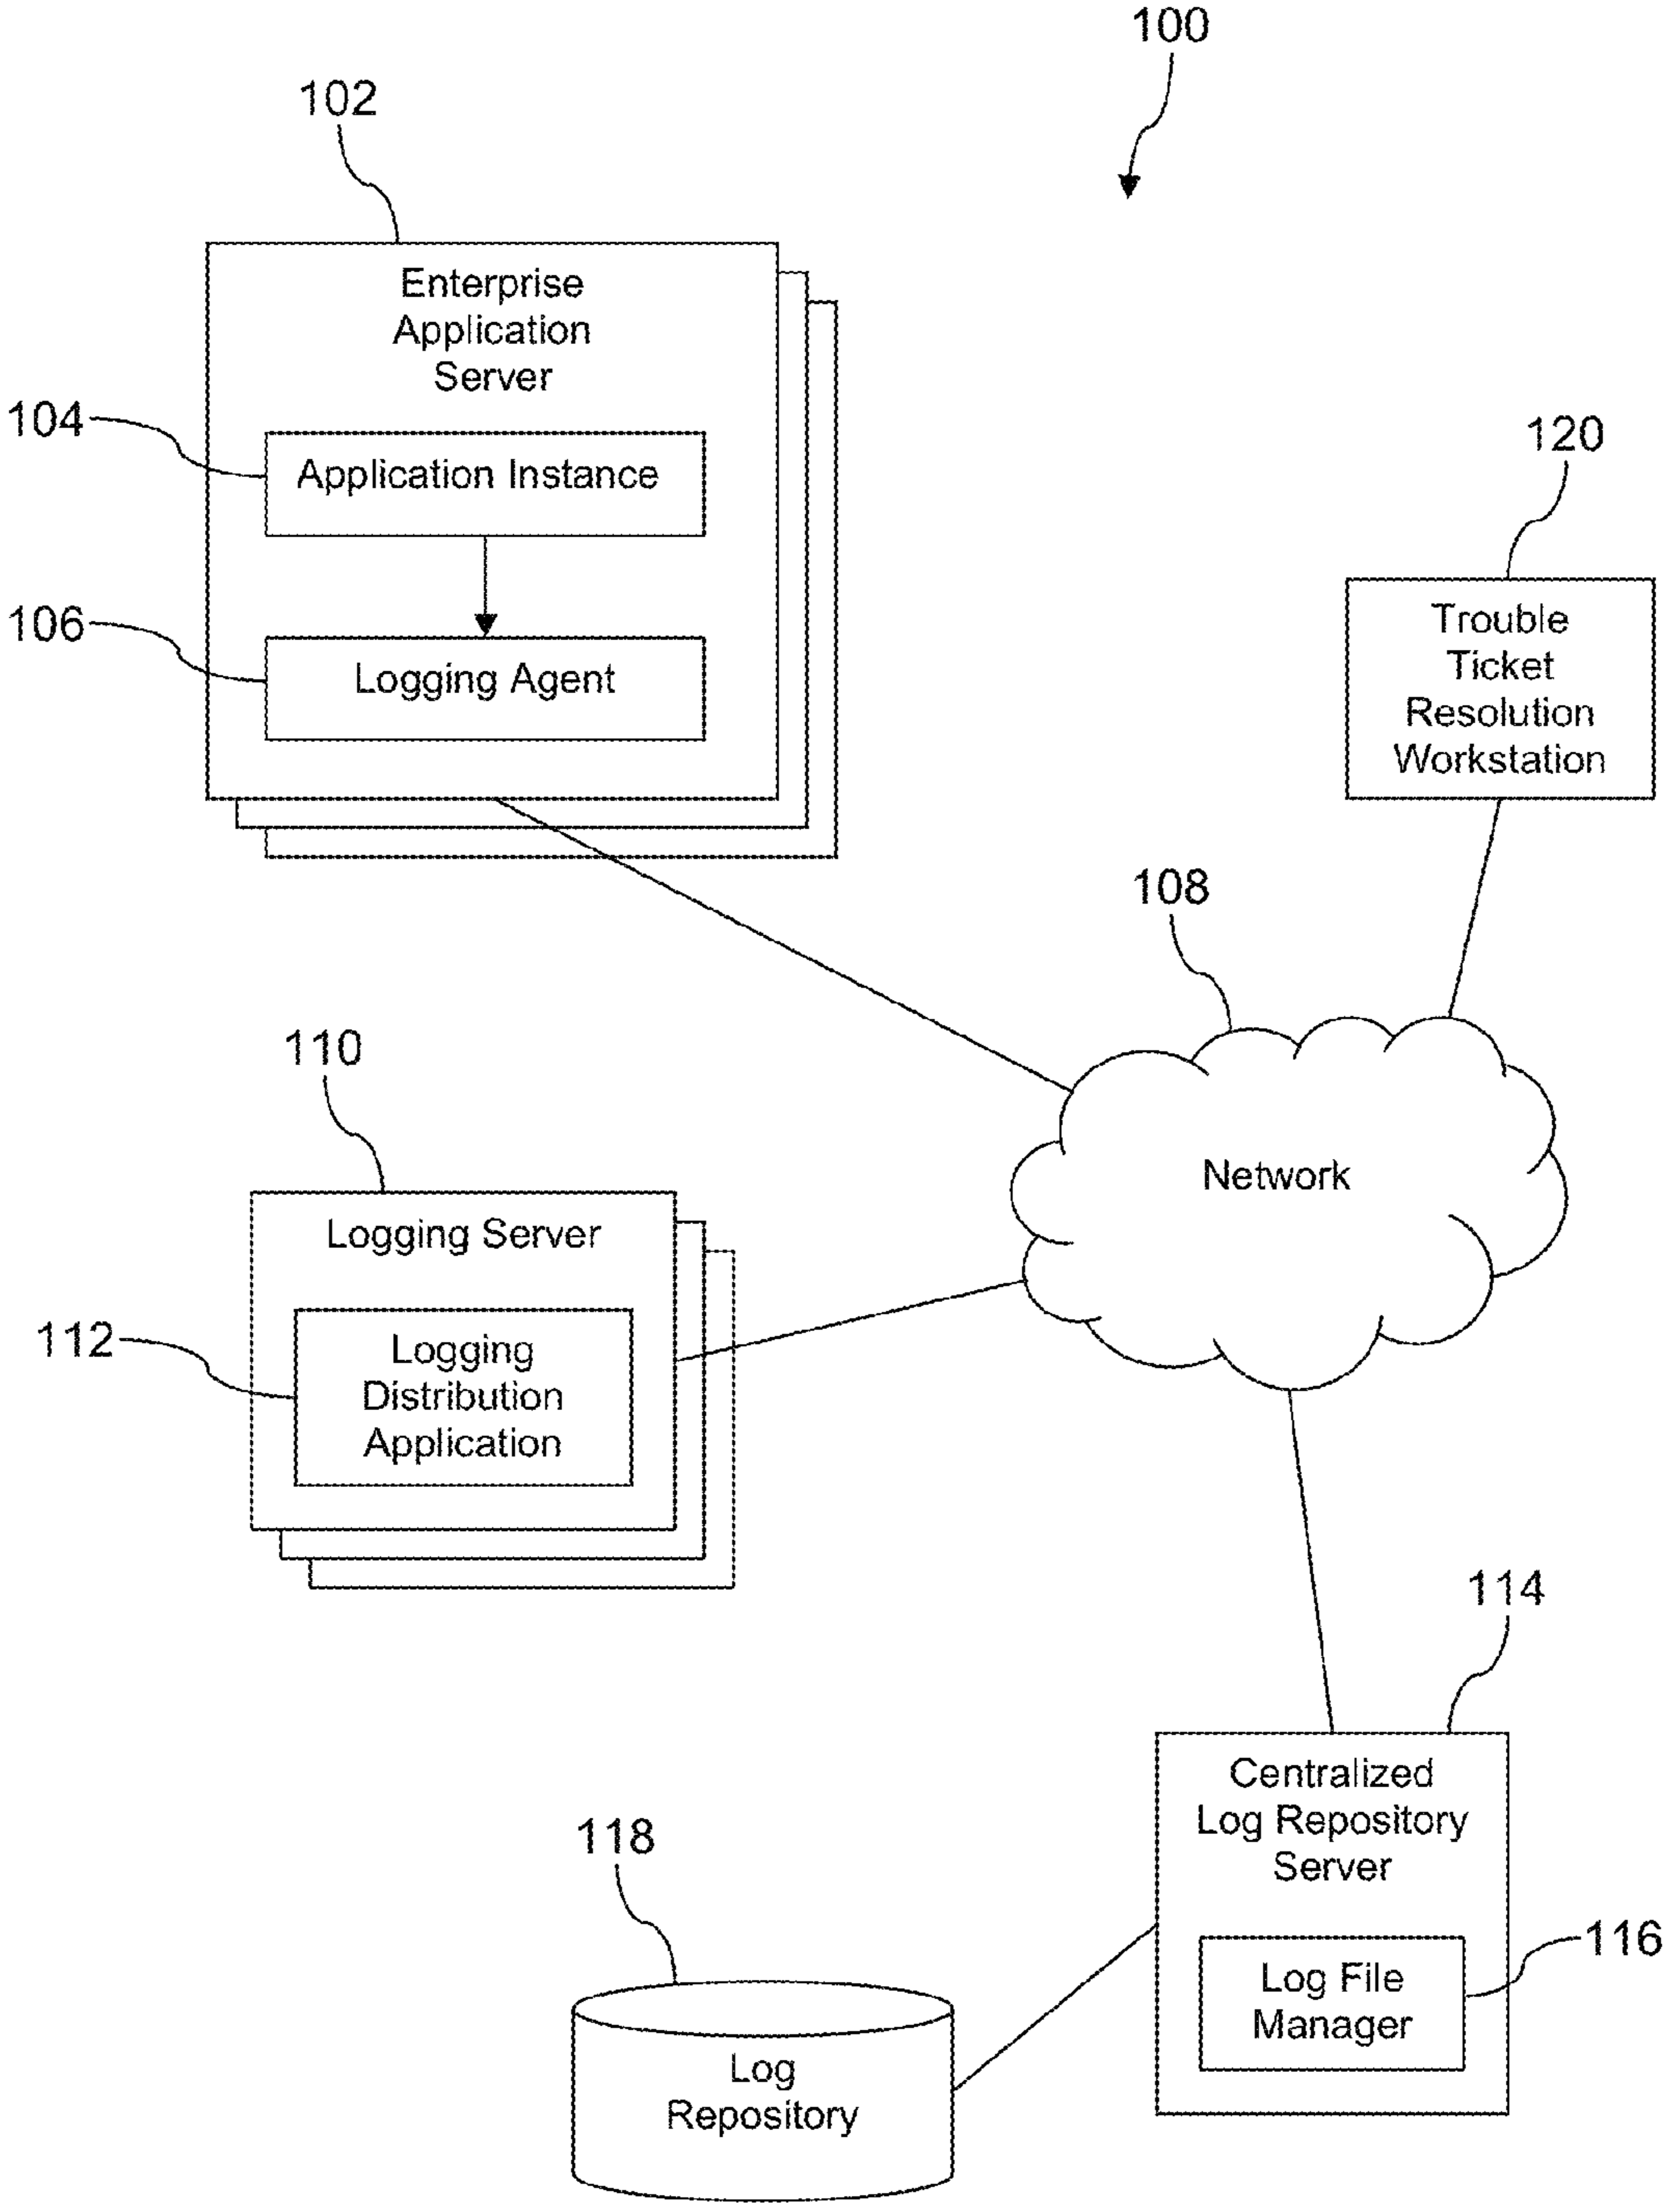 100
102
Enterprise
Application
Server
104
Application Instance
106
Logging Agent
120
Trouble
Ticket
Resolution
Workstation
108
Network
110
Logging Server
112
Logging
Distribution
Application
114
Centralized
Log Repository
Server
116
Log File
Manager
118
Log
Repository